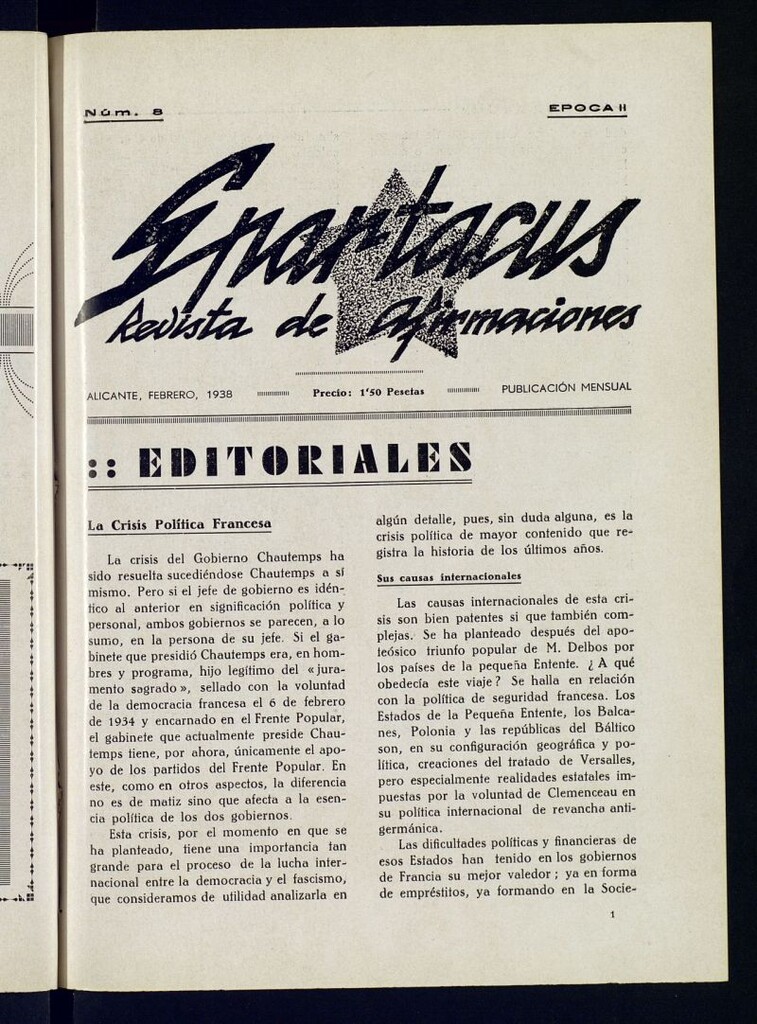 Núm. 8
EPOCA II
Spartacus
Revista de afirmaciones
ALICANTE, FEBRERO, 1938
Precio: 1'50 Pesetas
PUBLICACIÓN MENSUAL
:: EDITORIALES
La Crisis Política Francesa
La crisis del Gobierno Chautemps ha
sido resuelta sucediéndose Chautemps a sí
mismo. Pero si el jefe de gobierno es idén-
tico al anterior en significación política y
personal, ambos gobiernos se parecen, a lo
sumo, en la persona de su jefe. Si el ga-
binete que presidió Chautemps era, en hom-
bres y programa, hijo legítimo del «jura-
mento sagrado», sellado con la voluntad
de la democracia francesa el 6 de febrero
de 1934 y encarnado en el Frente Popular,
el gabinete que actualmente preside Chau-
temps tiene, por ahora, únicamente el apo-
yo de los partidos del Frente Popular. En
este, como en otros aspectos, la diferencia
no es de matiz sino que afecta a la esen-
cia política de los dos gobiernos.
Esta crisis, por el momento en que se
ha planteado, tiene una importancia tan
grande para el proceso de la lucha inter-
nacional entre la democracia y el fascismo,
que consideramos de utilidad analizarla en
algún detalle, pues, sin duda alguna, es la
crisis política de mayor contenido que re-
gistra la historia de los últimos años.
Sus causas internacionales
Las causas internacionales de esta cri-
sis son bien patentes si que también com-
plejas. Se ha planteado después del apo-
teósico triunfo popular de M. Delbos por
los países de la pequeña Entente. ¿A qué
obedecía este viaje? Se halla en relación
con la política de seguridad francesa. Los
Estados de la Pequeña Entente, los Balca-
nes, Polonia y las repúblicas del Báltico
son, en su configuración geográfica y po-
lítica, creaciones del tratado de Versalles,
pero especialmente realidades estatales im-
puestas por la voluntad de Clemenceau en
su política internacional de revancha anti-
germánica.
Las dificultades políticas y financieras de
esos Estados han tenido en los gobiernos
de Francia su mejor valedor; ya en forma
de empréstitos, ya formando en la Socie-
1